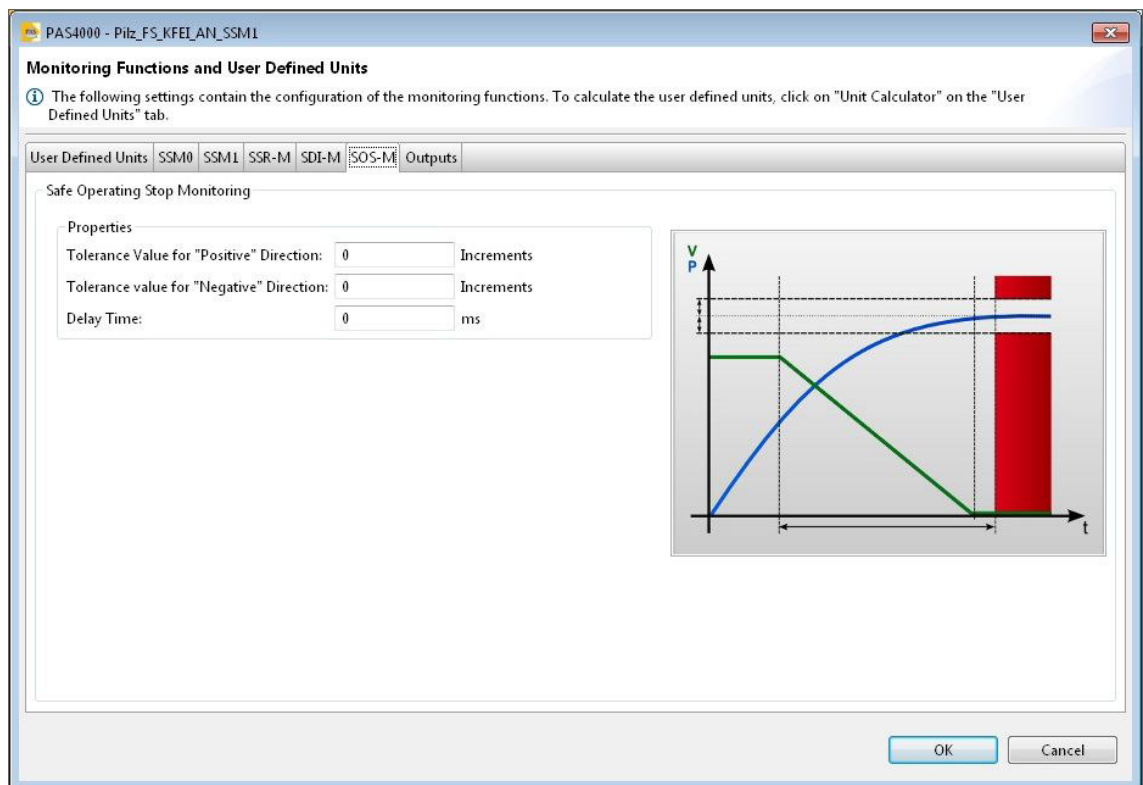 PAS4000 - Pilz_FS_KFEI_AN_SSM1
Monitoring Functions and User Defined Units
The following settings contain the configuration of the monitoring functions. To calculate the user defined units, click on "Unit Calculator" on the "User
Defined Units" tab.
User Defined Units SSM0 SSM1 SSR-M SDI-M SOS-M Outputs
Safe Operating Stop Monitoring
Properties
Tolerance Value for "Positive" Direction: 0 Increments
Tolerance value for "Negative" Direction: 0 Increments
Delay Time: 0 ms
V
P
t
OK Cancel